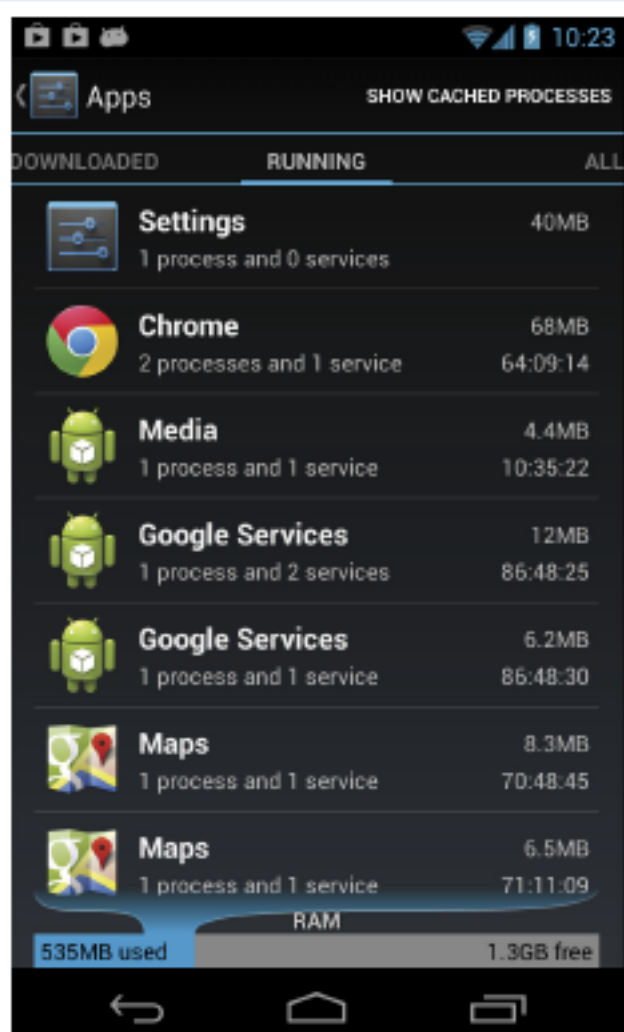 10:23
Apps SHOW CACHED PROCESSES
DOWNLOADED RUNNING ALL
Settings 40MB
1 process and 0 services
Chrome 68MB
2 processes and 1 service 64:09:14
Media 4.4MB
1 process and 1 service 10:35:22
Google Services 12MB
1 process and 2 services 86:48:25
Google Services 6.2MB
1 process and 1 service 86:48:30
Maps 8.3MB
1 process and 1 service 70:48:45
Maps 6.5MB
1 process and 1 service 71:11:09
RAM
535MB used 1.3GB free